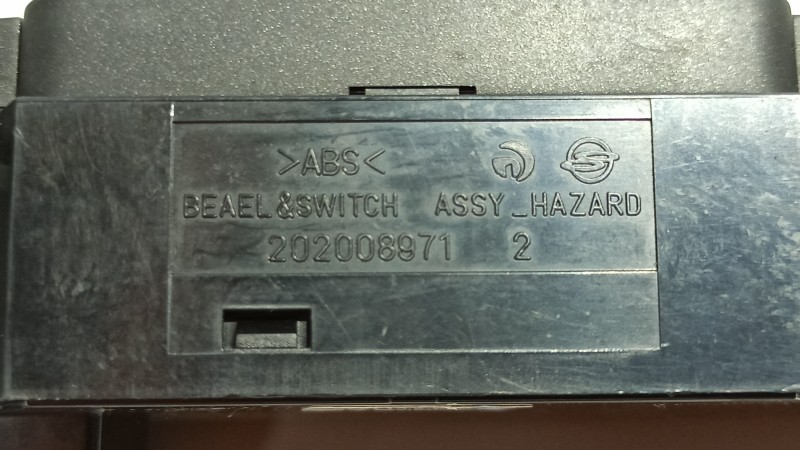 >ABS<
BEAEL&SWITCH ASSY_HAZARD
202008971 2